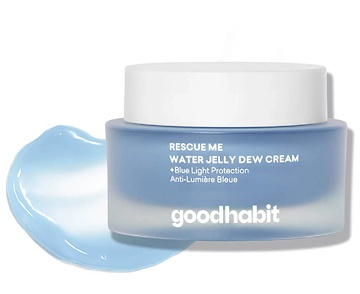 RESCUE ME
WATER JELLY DEW CREAM
+Blue Light Protection
Anti-Lumière Bleue
goodhabit